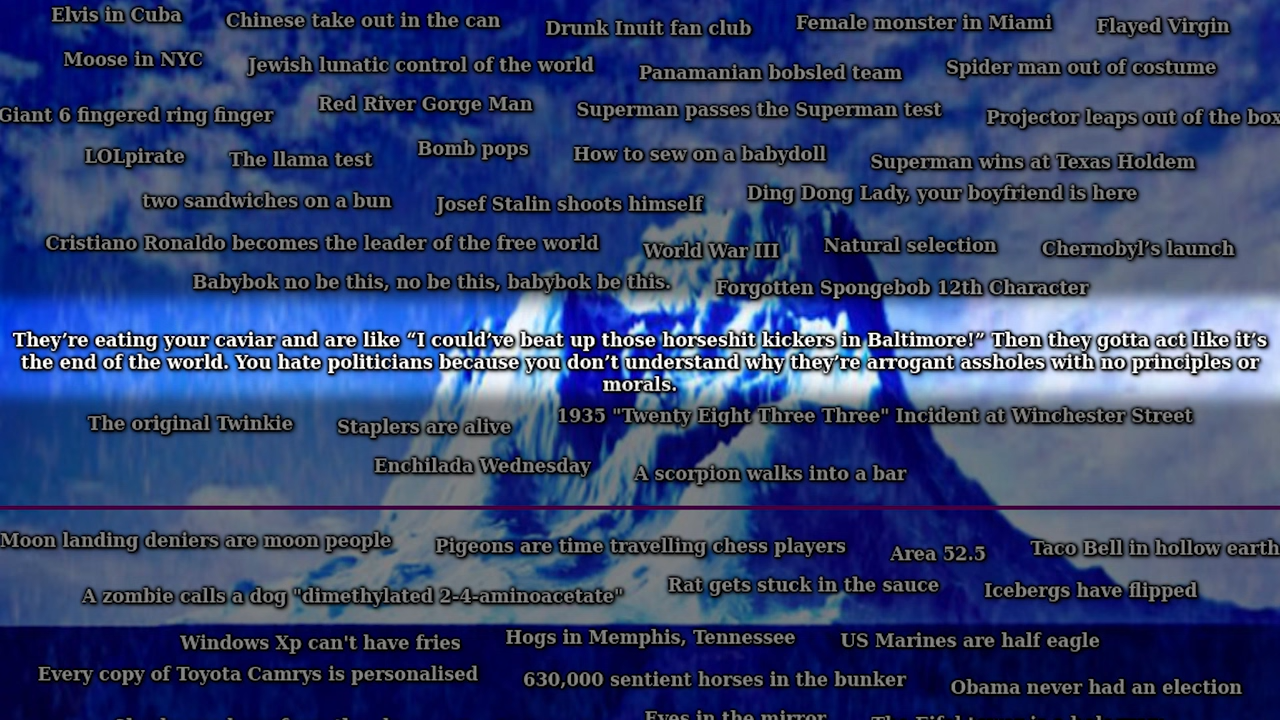 Elvis in Cuba Chinese take out in the can Drunk Inuit fan club Female monster in Miami Flayed Virgin
Moose in NYC Jewish lunatic control of the world Panamanian bobsled team Spider man out of costume
Giant 6 fingered ring finger Red River Gorge Man Superman passes the Superman test Projector leaps out of the box
LOLpirate The llama test Bomb pops How to sew on a babydoll Superman wins at Texas Holdem
two sandwiches on a bun Josef Stalin shoots himself Ding Dong Lady, your boyfriend is here
Cristiano Ronaldo becomes the leader of the free world World War III Natural selection Chernobyl’s launch
Babybok no be this, no be this, babybok be this. Forgotten Spongebob 12th Character
They’re eating your caviar and are like “I could’ve beat up those horseshit kickers in Baltimore!” Then they gotta act like it’s
the end of the world. You hate politicians because you don’t understand why they’re arrogant assholes with no principles or
morals.
The original Twinkie Staplers are alive 1935 "Twenty Eight Three Three" Incident at Winchester Street
Enchilada Wednesday A scorpion walks into a bar
Moon landing deniers are moon people Pigeons are time travelling chess players Area 52.5 Taco Bell in hollow earth
A zombie calls a dog "dimethylated 2-4-aminoacetate" Rat gets stuck in the sauce Icebergs have flipped
Windows Xp can't have fries Hogs in Memphis, Tennessee US Marines are half eagle
Every copy of Toyota Camrys is personalised 630,000 sentient horses in the bunker Obama never had an election
Eyes in the mirror